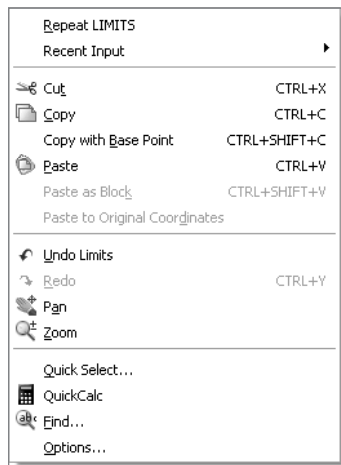 Repeat LIMITS
Recent Input
Cut CTRL+X
Copy CTRL+C
Copy with Base Point CTRL+SHIFT+C
Paste CTRL+V
Paste as Block CTRL+SHIFT+V
Paste to Original Coordinates
Undo Limits
Redo CTRL+Y
Pan
Zoom
Quick Select...
QuickCalc
Find...
Options...